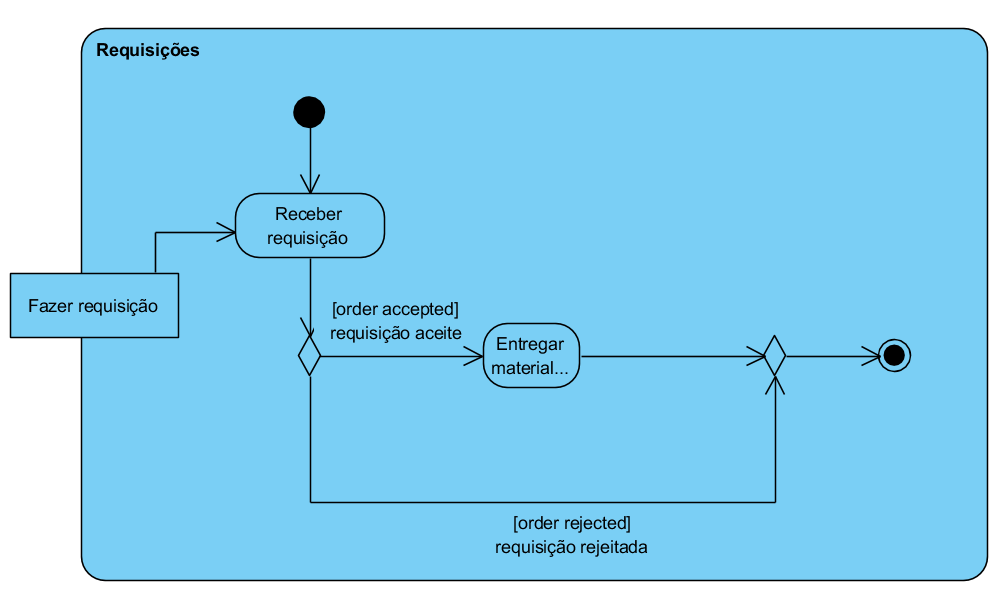 Requisições
Receber
requisição
Fazer requisição
[order accepted]
requisição aceite
Entregar
material...
[order rejected]
requisição rejeitada